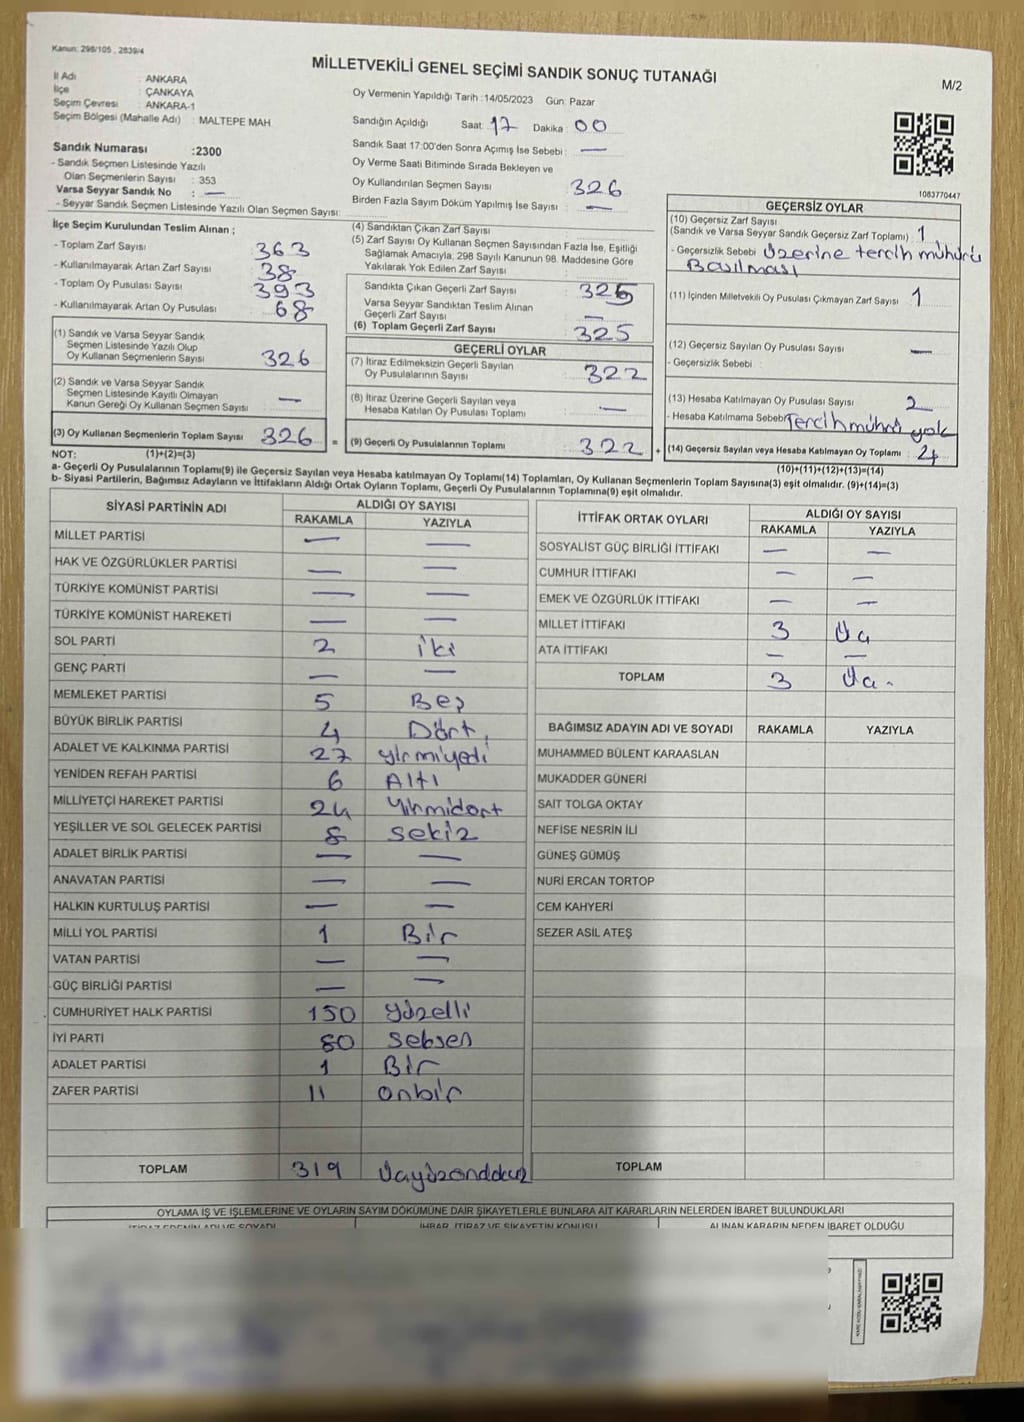 Kanun: 298/105 , 2839/4
MİLLETVEKİLİ GENEL SEÇİMİ SANDIK SONUÇ TUTANAĞI
M/2
İl Adı : ANKARA
İlçe : ÇANKAYA
Seçim Çevresi : ANKARA-1
Seçim Bölgesi (Mahalle Adı) : MALTEPE MAH
Sandık Numarası :2300
- Sandık Seçmen Listesinde Yazılı
Olan Seçmenlerin Sayısı : 353
Varsa Seyyar Sandık No : —
- Seyyar Sandık Seçmen Listesinde Yazılı Olan Seçmen Sayısı:
Oy Vermenin Yapıldığı Tarih :14/05/2023 Gün: Pazar
Sandığın Açıldığı Saat: 17 Dakika: 00
Sandık Saat 17:00'den Sonra Açımış İse Sebebi : —
Oy Verme Saati Bitiminde Sırada Bekleyen ve
Oy Kullandırılan Seçmen Sayısı 326
Birden Fazla Sayım Döküm Yapılmış İse Sayısı : —
1083770447
İlçe Seçim Kurulundan Teslim Alınan ;
- Toplam Zarf Sayısı 363
- Kullanılmayarak Artan Zarf Sayısı 38
- Toplam Oy Pusulası Sayısı 393
- Kullanılmayarak Artan Oy Pusulası 68
(1) Sandık ve Varsa Seyyar Sandık
Seçmen Listesinde Yazılı Olup
Oy Kullanan Seçmenlerin Sayısı 326
(2) Sandık ve Varsa Seyyar Sandık
Seçmen Listesinde Kayıtlı Olmayan
Kanun Gereği Oy Kullanan Seçmen Sayısı : —
(3) Oy Kullanan Seçmenlerin Toplam Sayısı 326 =
(4) Sandıktan Çıkan Zarf Sayısı :
(5) Zarf Sayısı Oy Kullanan Seçmen Sayısından Fazla İse, Eşitliği
Sağlamak Amacıyla, 298 Sayılı Kanunun 98. Maddesine Göre
Yakılarak Yok Edilen Zarf Sayısı :
Sandıkta Çıkan Geçerli Zarf Sayısı : 325
Varsa Seyyar Sandıktan Teslim Alınan
Geçerli Zarf Sayısı : —
(6) Toplam Geçerli Zarf Sayısı 325
GEÇERLİ OYLAR
(7) İtiraz Edilmeksizin Geçerli Sayılan
Oy Pusulalarının Sayısı : 322
(8) İtiraz Üzerine Geçerli Sayılan veya
Hesaba Katılan Oy Pusulası Toplamı : —
(9) Geçerli Oy Pusulalarının Toplamı 322 +
GEÇERSİZ OYLAR
(10) Geçersiz Zarf Sayısı
(Sandık ve Varsa Seyyar Sandık Geçersiz Zarf Toplamı) : 1
- Geçersizlik Sebebi : Üzerine tercih mühürü
Basılması
(11) İçinden Milletvekili Oy Pusulası Çıkmayan Zarf Sayısı : 1
(12) Geçersiz Sayılan Oy Pusulası Sayısı : —
- Geçersizlik Sebebi :
(13) Hesaba Katılmayan Oy Pusulası Sayısı : 2
- Hesaba Katılmama Sebebi: Tercih mührü yok
(14) Geçersiz Sayılan veya Hesaba Katılmayan Oy Toplamı : 4
NOT: (1)+(2)=(3)
(10)+(11)+(12)+(13)=(14)
a- Geçerli Oy Pusulalarının Toplamı(9) ile Geçersiz Sayılan veya Hesaba katılmayan Oy Toplamı(14) Toplamları, Oy Kullanan Seçmenlerin Toplam Sayısına(3) eşit olmalıdır. (9)+(14)=(3)
b- Siyasi Partilerin, Bağımsız Adayların ve İttifakların Aldığı Ortak Oyların Toplamı, Geçerli Oy Pusulalarının Toplamına(9) eşit olmalıdır.
SİYASİ PARTİNİN ADI ALDIĞI OY SAYISI
RAKAMLA YAZIYLA
MİLLET PARTİSİ — —
HAK VE ÖZGÜRLÜKLER PARTİSİ — —
TÜRKİYE KOMÜNİST PARTİSİ — —
TÜRKİYE KOMÜNİST HAREKETİ — —
SOL PARTİ 2 iki
GENÇ PARTİ — —
MEMLEKET PARTİSİ 5 Beş
BÜYÜK BİRLİK PARTİSİ 4 Dört
ADALET VE KALKINMA PARTİSİ 27 yirmiyedi
YENİDEN REFAH PARTİSİ 6 Altı
MİLLİYETÇİ HAREKET PARTİSİ 24 Yirmidört
YEŞİLLER VE SOL GELECEK PARTİSİ 8 sekiz
ADALET BİRLİK PARTİSİ — —
ANAVATAN PARTİSİ — —
HALKIN KURTULUŞ PARTİSİ — —
MİLLİ YOL PARTİSİ 1 Bir
VATAN PARTİSİ — —
GÜÇ BİRLİĞİ PARTİSİ — —
CUMHURİYET HALK PARTİSİ 150 yüzelli
İYİ PARTİ 80 seksen
ADALET PARTİSİ 1 Bir
ZAFER PARTİSİ 11 onbir
TOPLAM 319 Üçyüzondokuz
İTTİFAK ORTAK OYLARI ALDIĞI OY SAYISI
RAKAMLA YAZIYLA
SOSYALİST GÜÇ BİRLİĞİ İTTİFAKI — —
CUMHUR İTTİFAKI — —
EMEK VE ÖZGÜRLÜK İTTİFAKI — —
MİLLET İTTİFAKI 3 Üç
ATA İTTİFAKI — —
TOPLAM 3 Üç
BAĞIMSIZ ADAYIN ADI VE SOYADI RAKAMLA YAZIYLA
MUHAMMED BÜLENT KARAASLAN
MUKADDER GÜNERİ
SAİT TOLGA OKTAY
NEFİSE NESRİN İLİ
GÜNEŞ GÜMÜŞ
NURİ ERCAN TORTOP
CEM KAHYERİ
SEZER ASİL ATEŞ
TOPLAM
OYLAMA İŞ VE İŞLEMLERİNE VE OYLARIN SAYIM DÖKÜMÜNE DAİR ŞİKAYETLERLE BUNLARA AİT KARARLARIN NELERDEN İBARET BULUNDUKLARI
İTİRAZ EDENİN ADI VE SOYADI İHBAR, İTİRAZ VE ŞİKAYETİN KONUSU ALINAN KARARIN NEDEN İBARET OLDUĞU